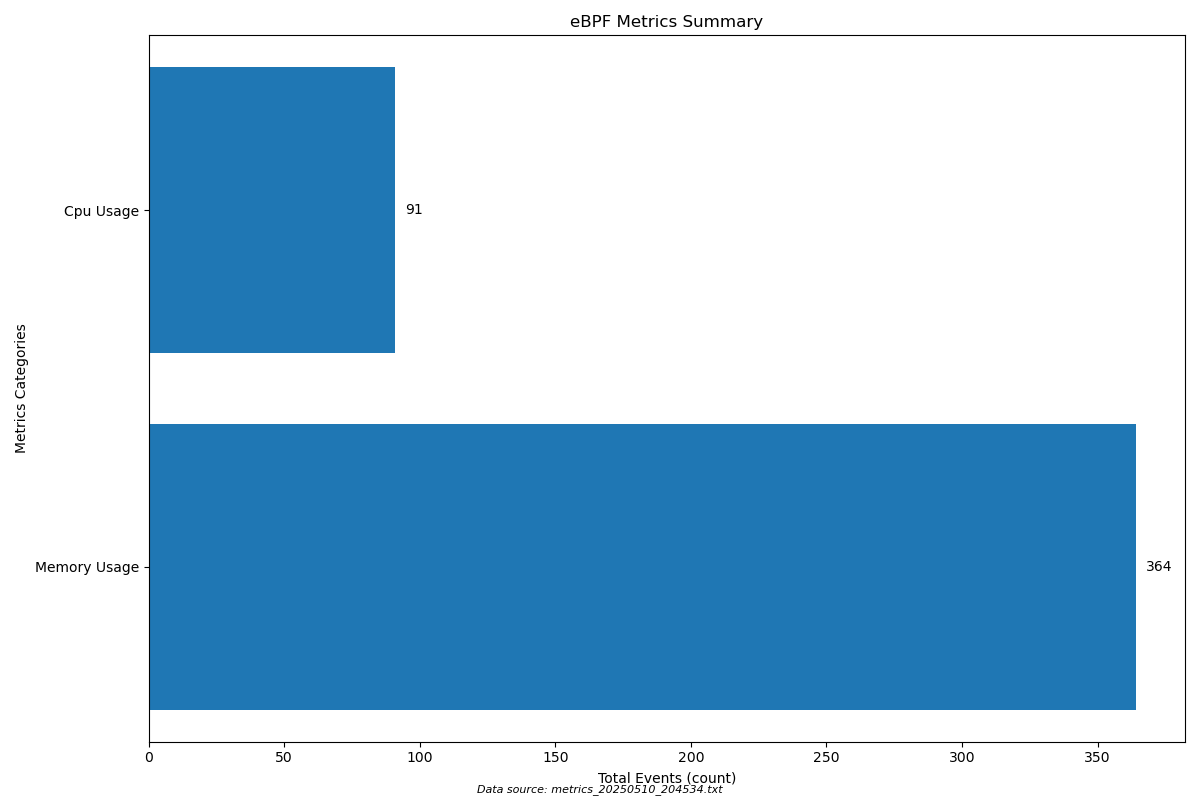 eBPF Metrics Summary
Metrics Categories
Cpu Usage
91
Memory Usage
364
0 50 100 150 200 250 300 350
Total Events (count)
Data source: metrics_20250510_204534.txt